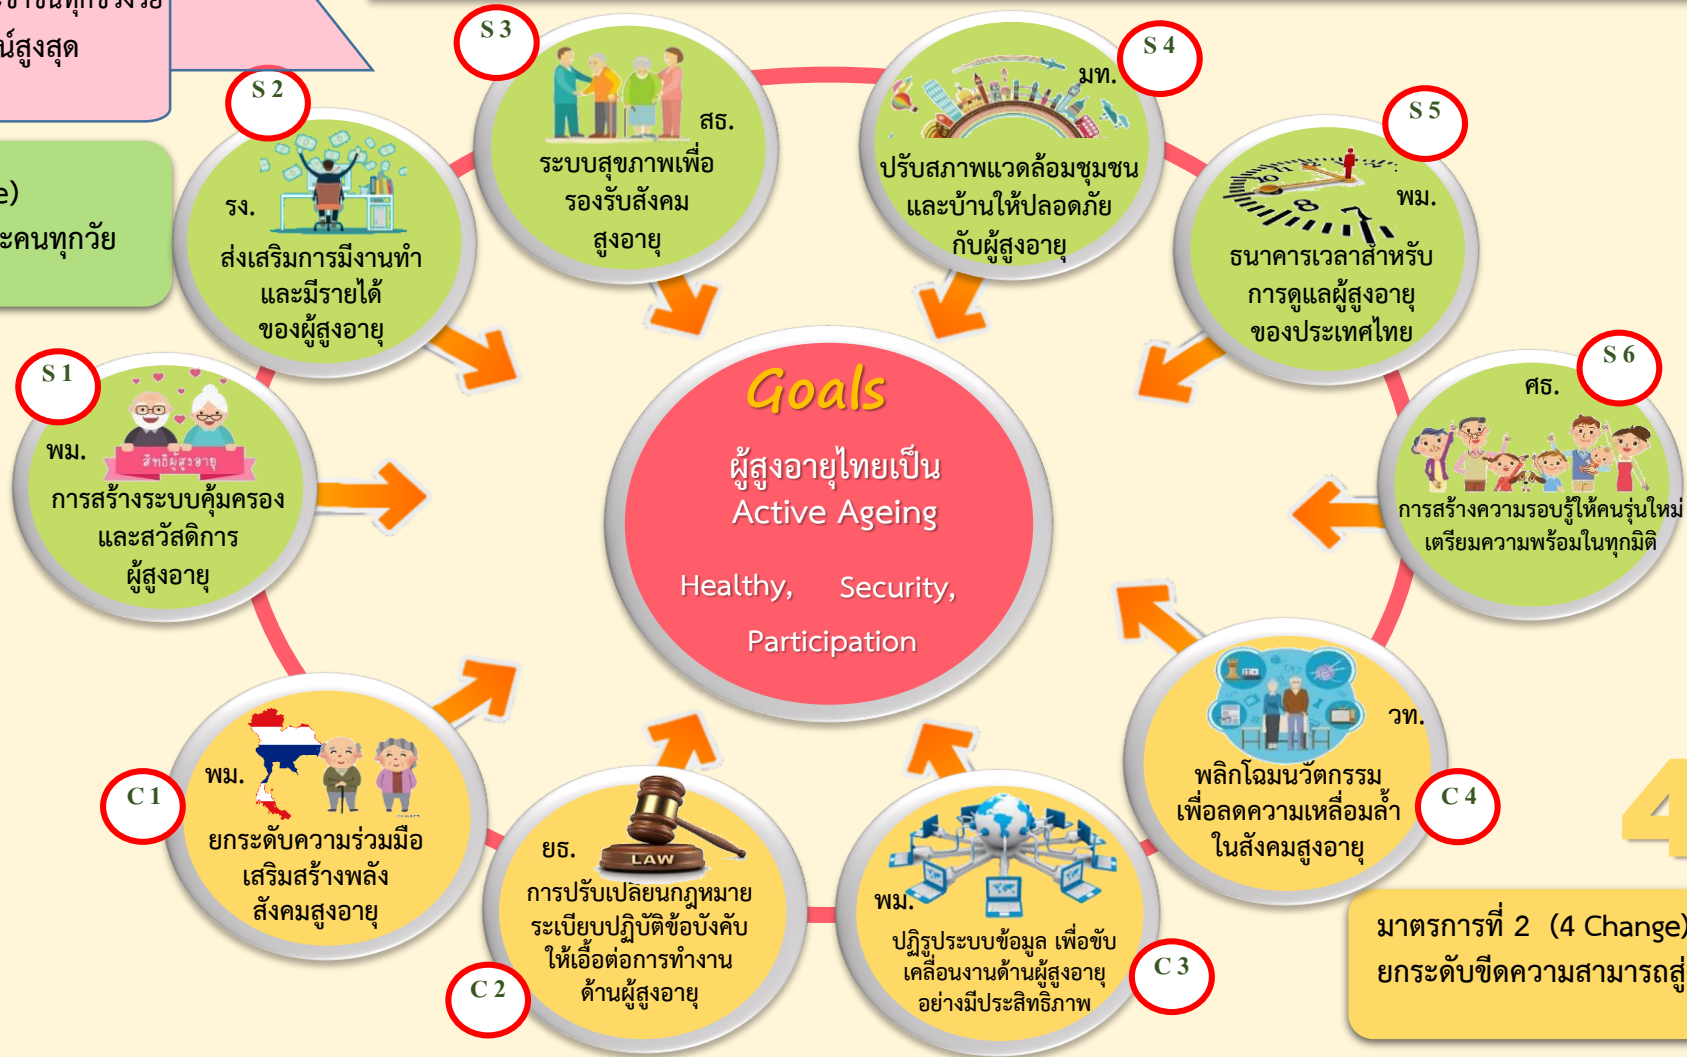 น์สูงสุด
e)
ะคนทุกวัย
S 1
พม.
สิทธิผู้สูงอายุ
การสร้างระบบคุ้มครอง
และสวัสดิการ
ผู้สูงอายุ
S 2
รง.
ส่งเสริมการมีงานทำ
และมีรายได้
ของผู้สูงอายุ
S 3
สธ.
ระบบสุขภาพเพื่อ
รองรับสังคม
สูงอายุ
S 4
มท.
ปรับสภาพแวดล้อมชุมชน
และบ้านให้ปลอดภัย
กับผู้สูงอายุ
S 5
พม.
ธนาคารเวลาสำหรับ
การดูแลผู้สูงอายุ
ของประเทศไทย
S 6
ศธ.
การสร้างความรอบรู้ให้คนรุ่นใหม่
เตรียมความพร้อมในทุกมิติ
Goals
ผู้สูงอายุไทยเป็น
Active Ageing
Healthy, Security,
Participation
C 1
พม.
ยกระดับความร่วมมือ
เสริมสร้างพลัง
สังคมสูงอายุ
C 2
ยธ.
LAW
การปรับเปลี่ยนกฎหมาย
ระเบียบปฏิบัติข้อบังคับ
ให้เอื้อต่อการทำงาน
ด้านผู้สูงอายุ
C 3
พม.
ปฏิรูประบบข้อมูล เพื่อขับ
เคลื่อนงานด้านผู้สูงอายุ
อย่างมีประสิทธิภาพ
C 4
วท.
พลิกโฉมนวัตกรรม
เพื่อลดความเหลื่อมล้ำ
ในสังคมสูงอายุ
4
มาตรการที่ 2 (4 Change)
ยกระดับขีดความสามารถสู่